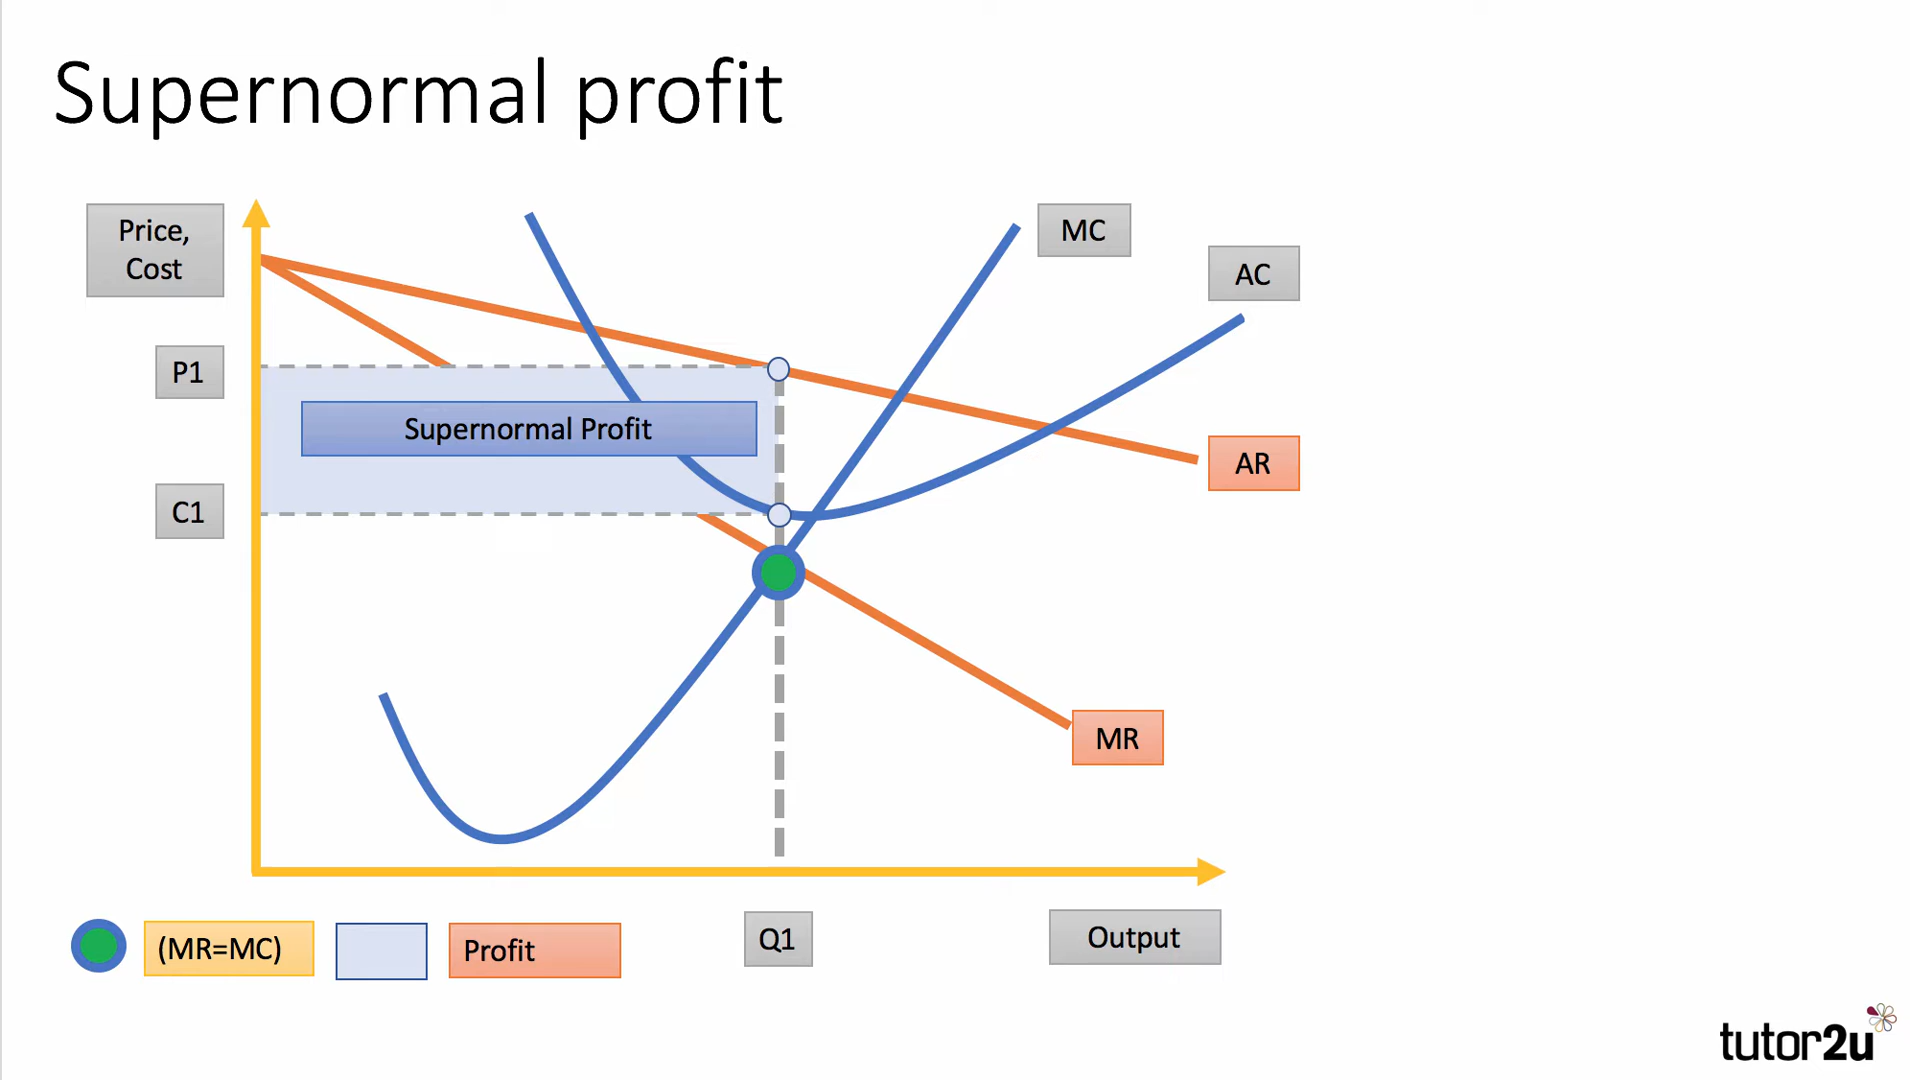 Supernormal profit
Price,
Cost
MC
AC
P1
Supernormal Profit
AR
C1
MR
(MR=MC)
Profit
Q1
Output
tutor2u